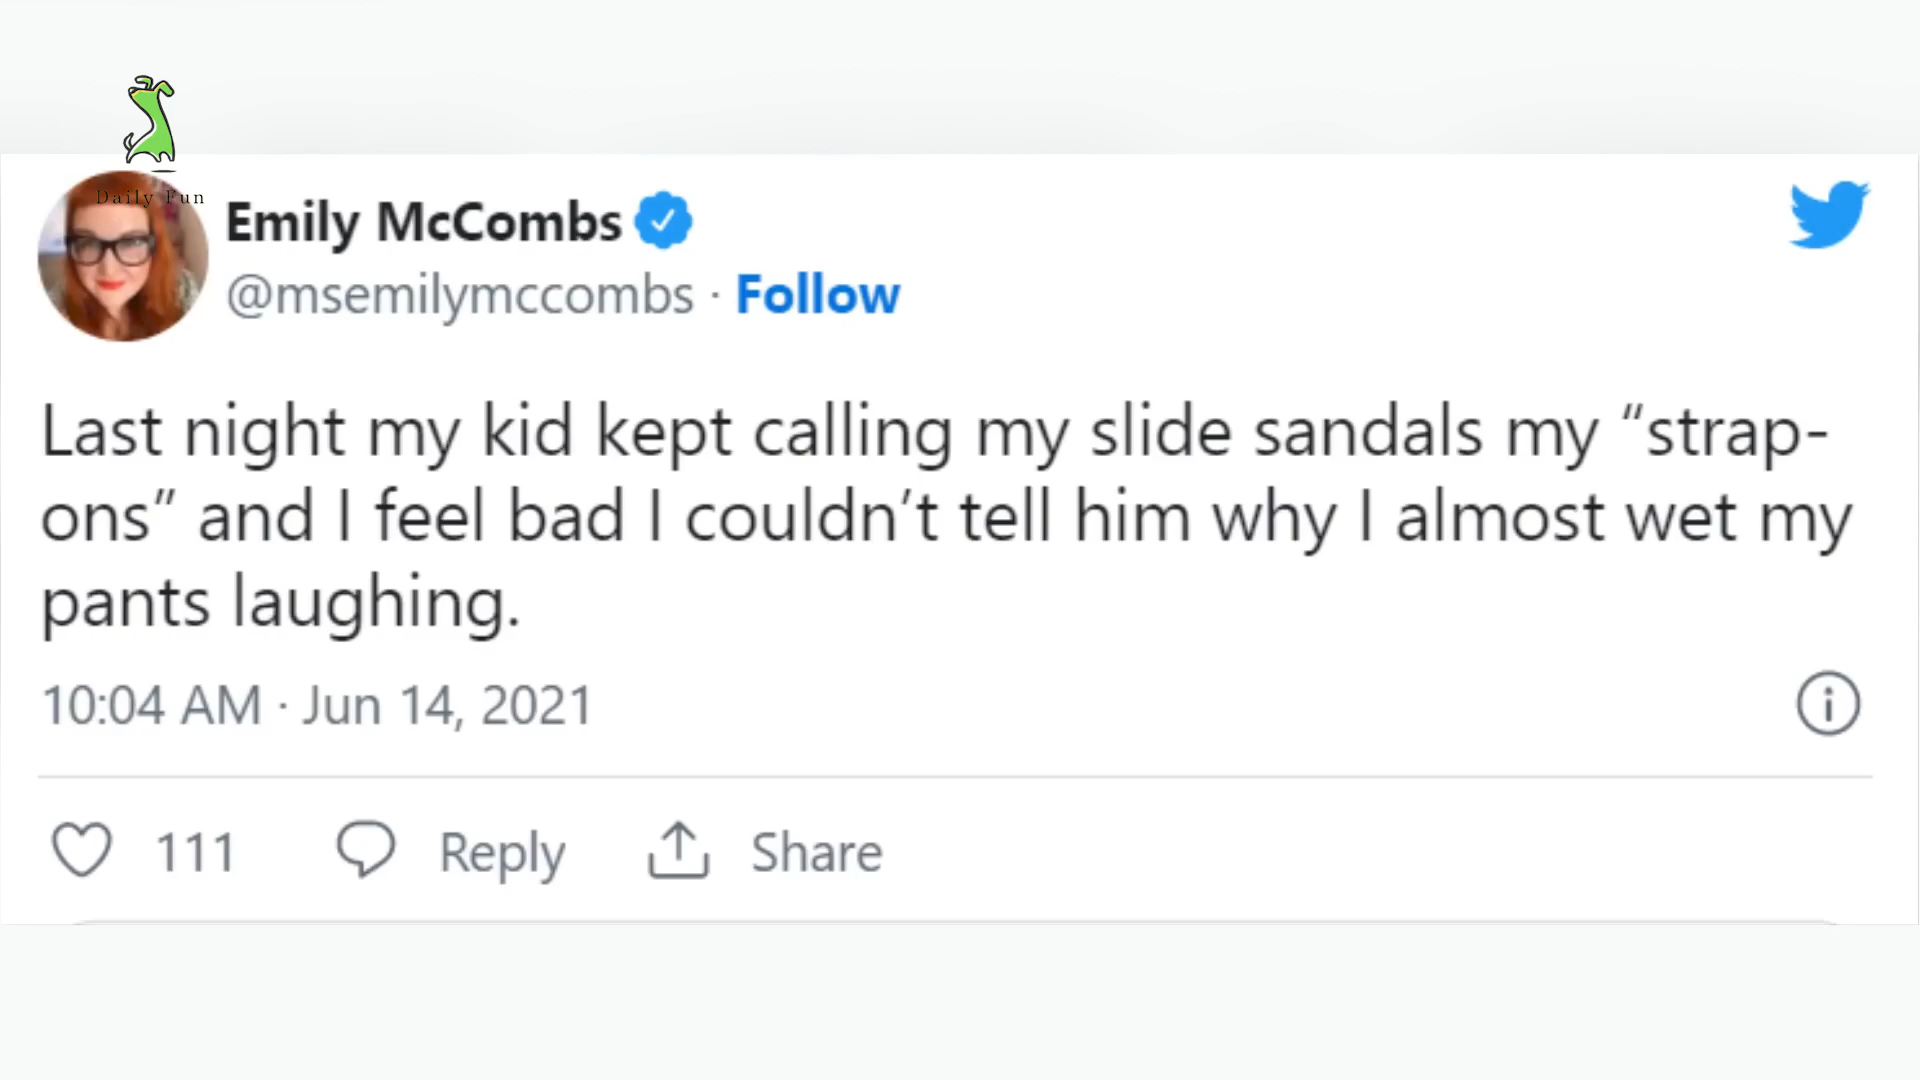 Daily Fun
Emily McCombs
@msemilymccombs · Follow
Last night my kid kept calling my slide sandals my “strap-
ons” and I feel bad I couldn’t tell him why I almost wet my
pants laughing.
10:04 AM · Jun 14, 2021
111 Reply Share